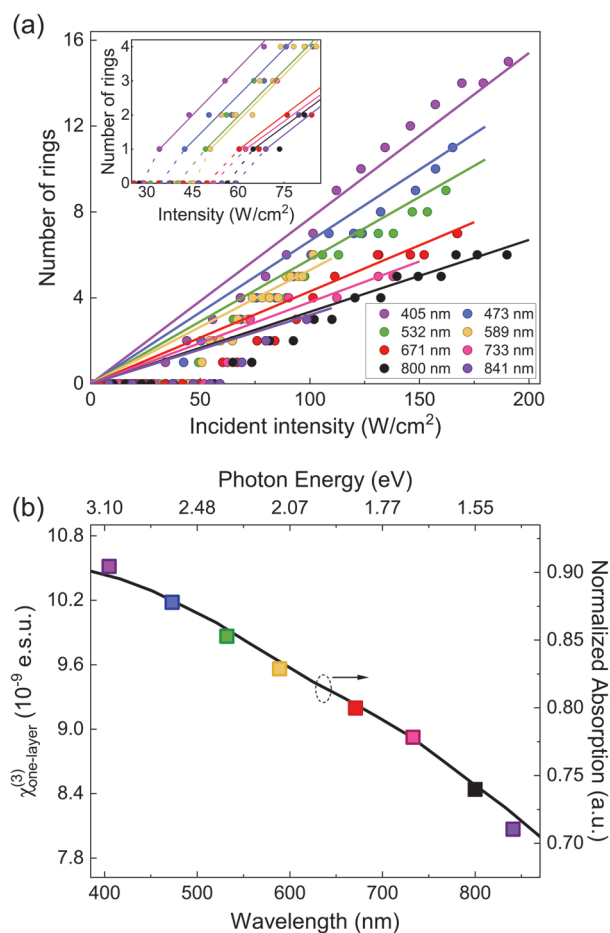 (a)
16
12
8
4
0
Number of rings
4
3
2
1
0
Number of rings
30 45 60 75
Intensity (W/cm²)
405 nm 473 nm
532 nm 589 nm
671 nm 733 nm
800 nm 841 nm
0 50 100 150 200
Incident intensity (W/cm²)
Photon Energy (eV)
(b)
3.10 2.48 2.07 1.77 1.55
10.8
10.2
9.6
9.0
8.4
7.8
χ⁽³⁾one-layer (10⁻⁹ e.s.u.)
0.90
0.85
0.80
0.75
0.70
Normalized Absorption (a.u.)
400 500 600 700 800
Wavelength (nm)